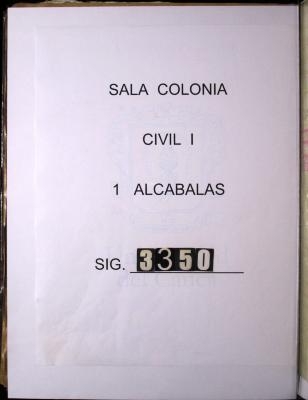 SALA COLONIA
CIVIL I
1 ALCABALAS
SIG. 3350